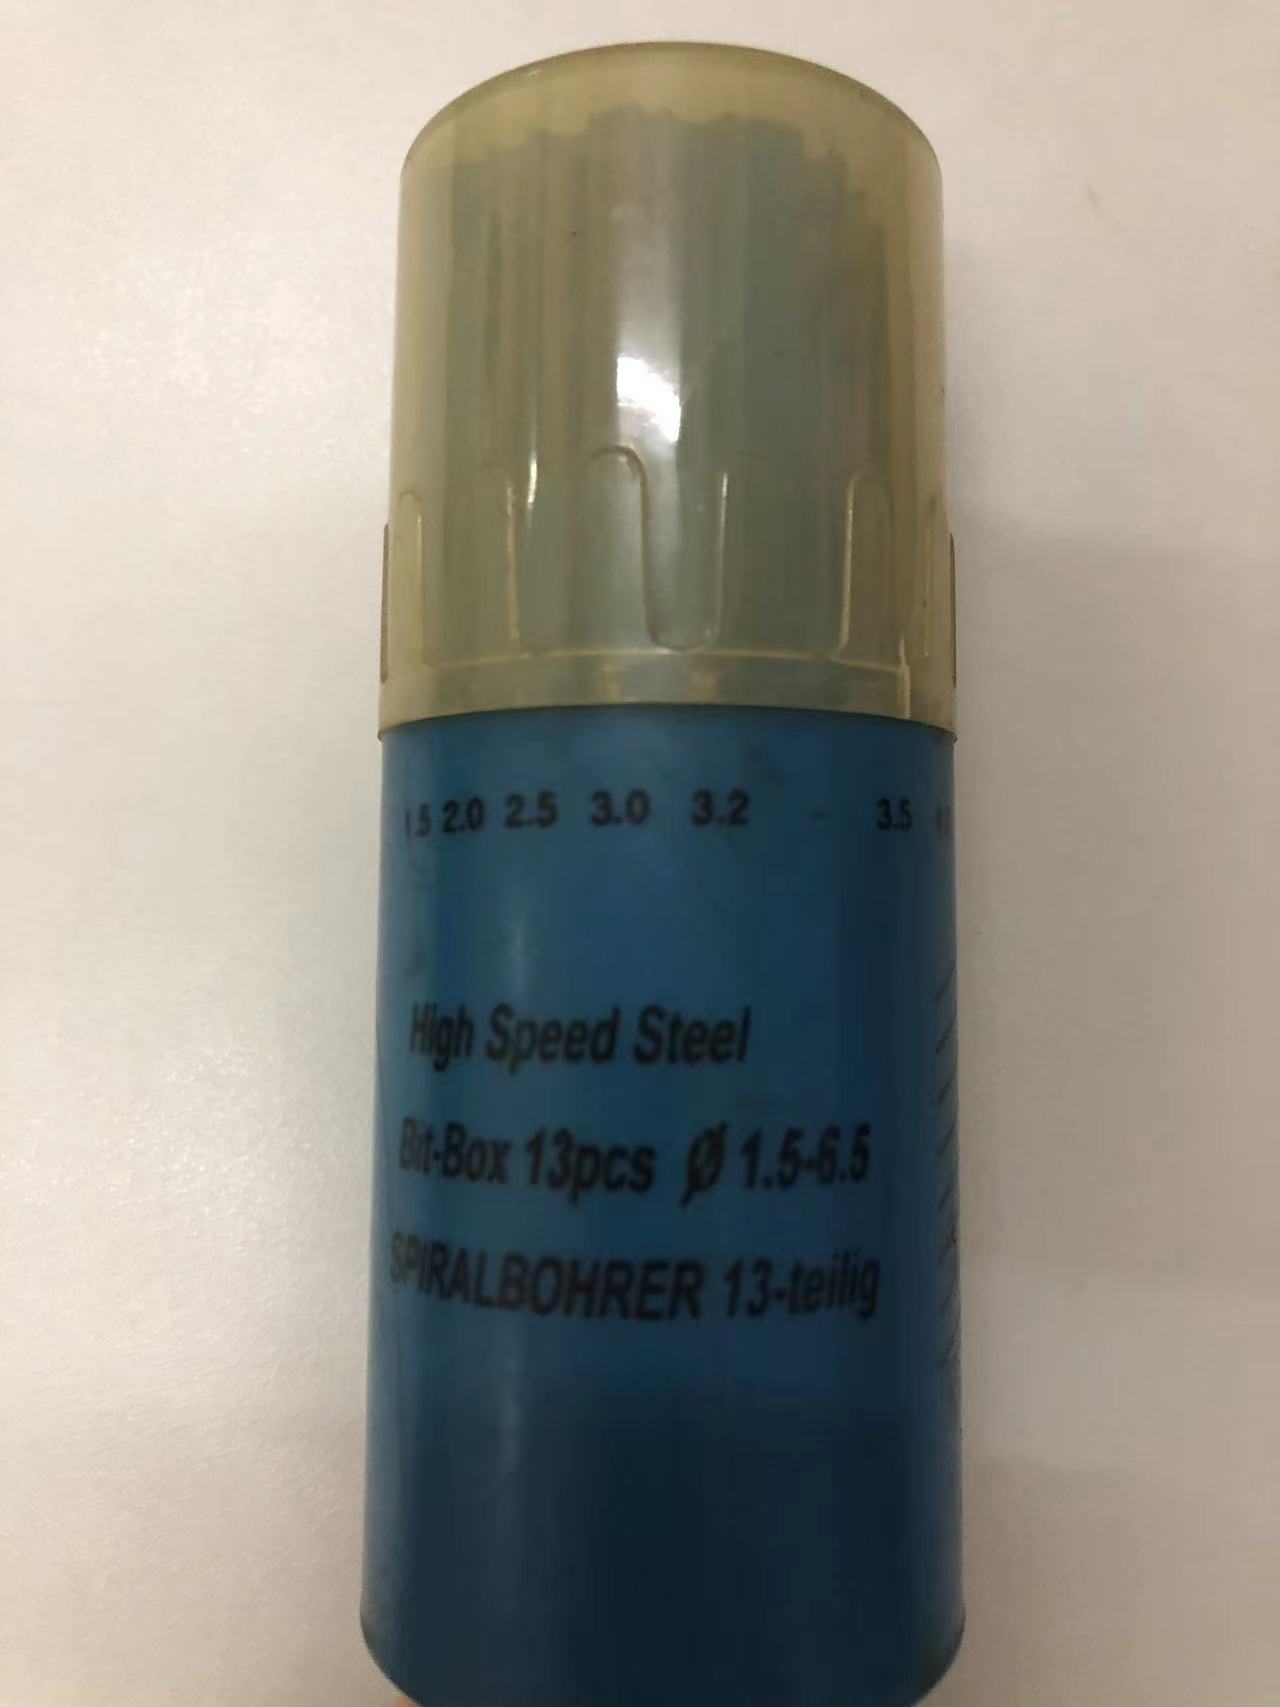 1.5 2.0 2.5 3.0 3.2 - 3.5
High Speed Steel
Bit-Box 13pcs Ø 1.5-6.5
SPIRALBOHRER 13-teilig